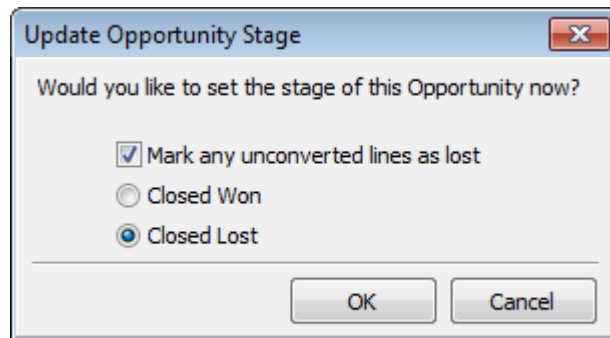 Update Opportunity Stage
Would you like to set the stage of this Opportunity now?
Mark any unconverted lines as lost
Closed Won
Closed Lost
OK Cancel